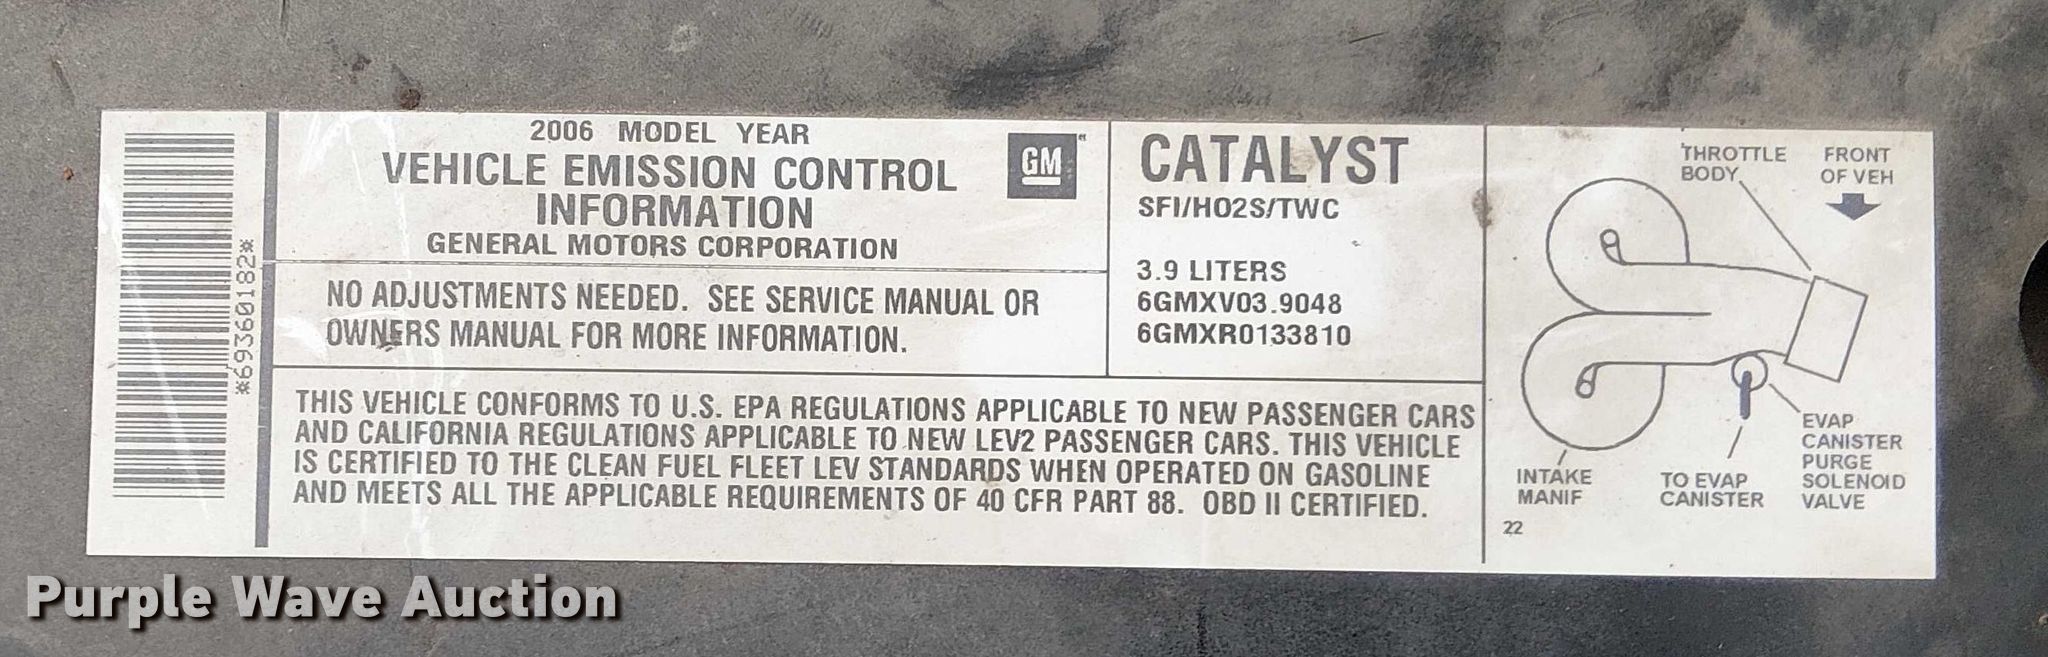 *69360182*
2006 MODEL YEAR
VEHICLE EMISSION CONTROL
INFORMATION
GENERAL MOTORS CORPORATION
GM
NO ADJUSTMENTS NEEDED. SEE SERVICE MANUAL OR
OWNERS MANUAL FOR MORE INFORMATION.
CATALYST
SFI/HO2S/TWC
3.9 LITERS
6GMXV03.9048
6GMXR0133810
THIS VEHICLE CONFORMS TO U.S. EPA REGULATIONS APPLICABLE TO NEW PASSENGER CARS
AND CALIFORNIA REGULATIONS APPLICABLE TO NEW LEV2 PASSENGER CARS. THIS VEHICLE
IS CERTIFIED TO THE CLEAN FUEL FLEET LEV STANDARDS WHEN OPERATED ON GASOLINE
AND MEETS ALL THE APPLICABLE REQUIREMENTS OF 40 CFR PART 88. OBD II CERTIFIED.
THROTTLE
BODY
FRONT
OF VEH
INTAKE
MANIF
TO EVAP
CANISTER
EVAP
CANISTER
PURGE
SOLENOID
VALVE
22
Purple Wave Auction